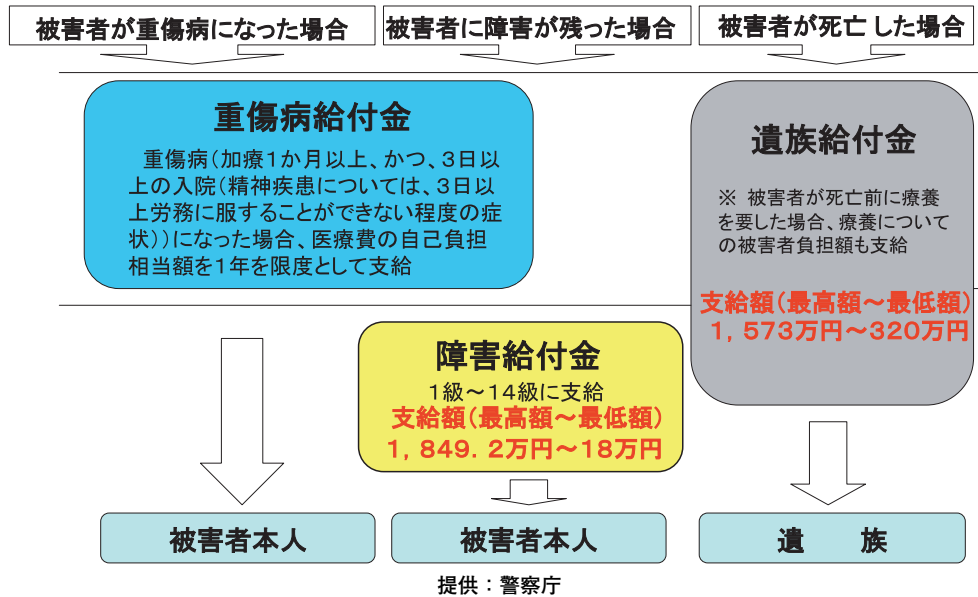 被害者が重傷病になった場合
被害者に障害が残った場合
被害者が死亡した場合
重傷病給付金
重傷病(加療1か月以上、かつ、3日以
上の入院(精神疾患については、3日以
上労務に服することができない程度の症
状))になった場合、医療費の自己負担
相当額を1年を限度として支給
遺族給付金
※ 被害者が死亡前に療養
を要した場合、療養について
の被害者負担額も支給
支給額(最高額～最低額)
1,573万円～320万円
障害給付金
1級～14級に支給
支給額(最高額～最低額)
1,849.2万円～18万円
被害者本人
被害者本人
遺 族
提供：警察庁